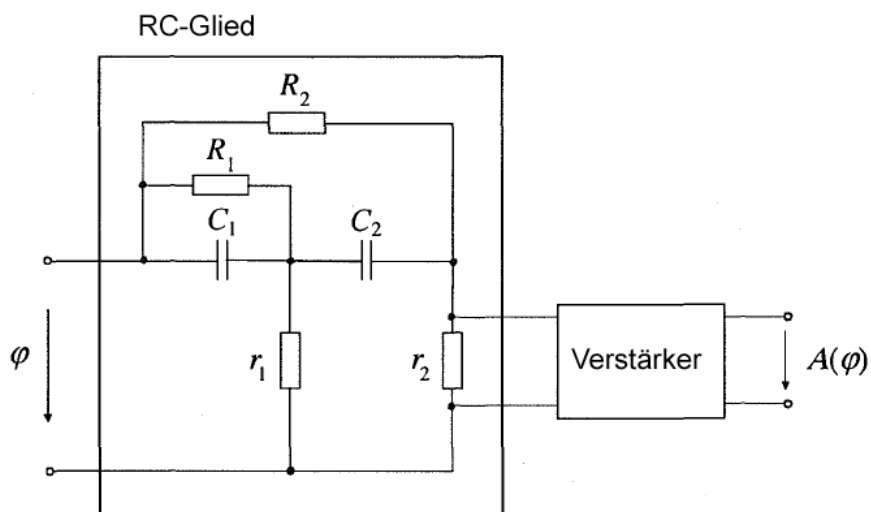 RC-Glied
R₂
R₁
C₁
C₂
φ
r₁
r₂
Verstärker
A(φ)